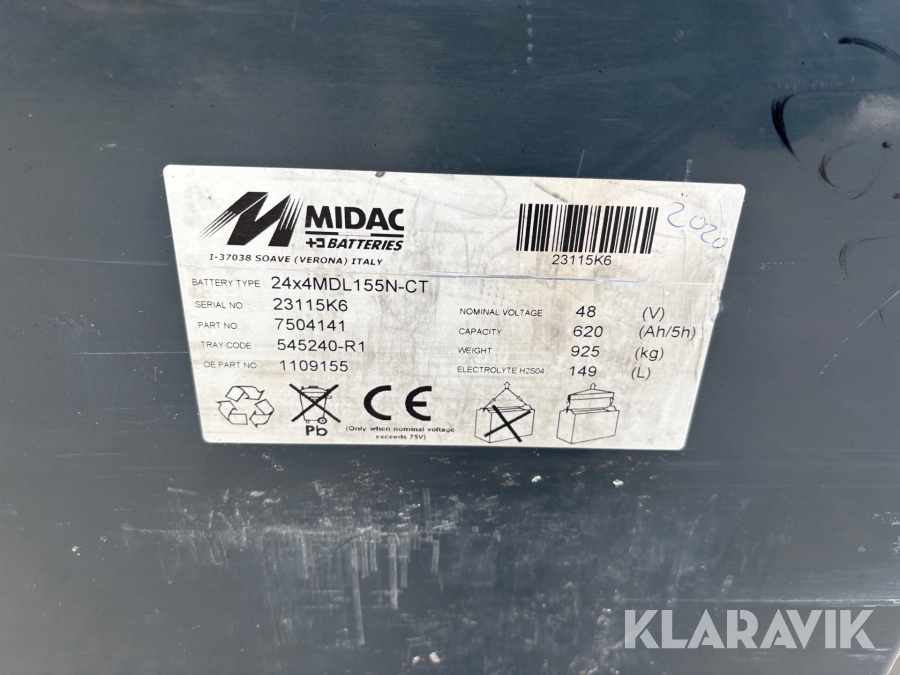 MIDAC
BATTERIES
I-37038 SOAVE (VERONA) ITALY
23115K6
2020
BATTERY TYPE 24x4MDL155N-CT
SERIAL NO 23115K6
PART NO 7504141
TRAY CODE 545240-R1
OE PART NO 1109155
NOMINAL VOLTAGE 48 (V)
CAPACITY 620 (Ah/5h)
WEIGHT 925 (kg)
ELECTROLYTE H2SO4 149 (L)
Pb
CE
(Only when nominal voltage
exceeds 75V)
KLARAVIK